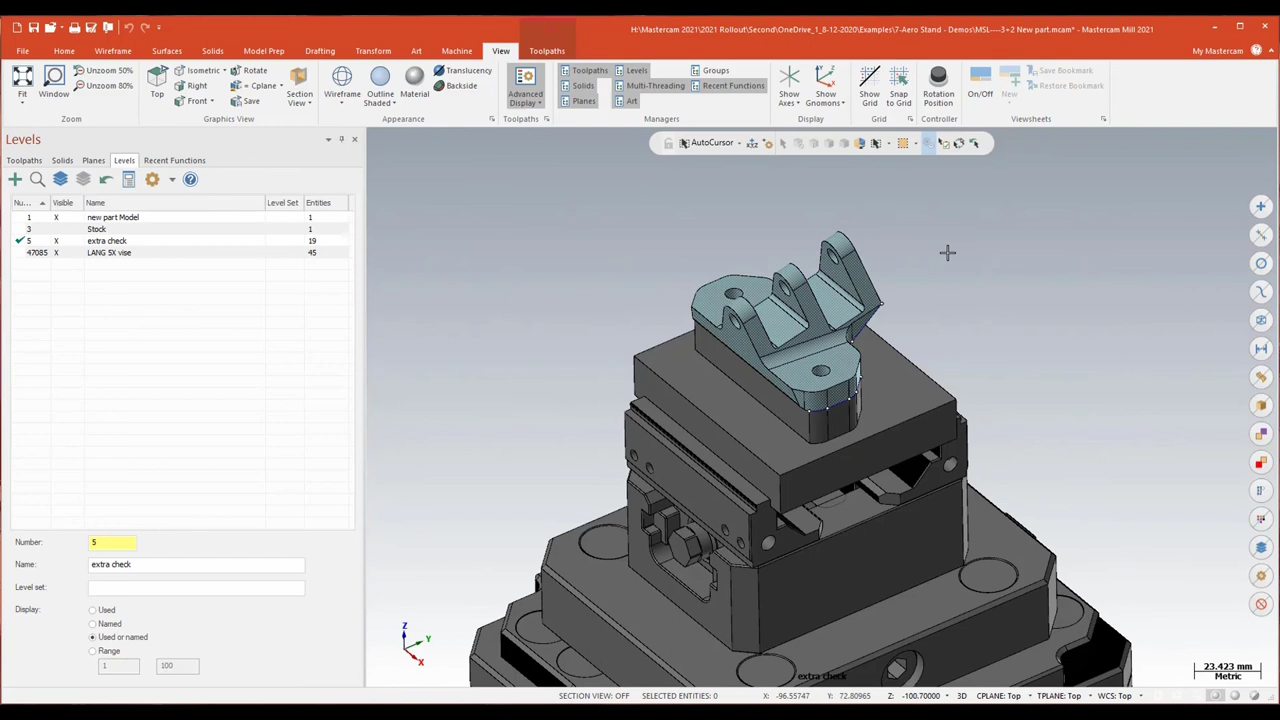 H:\Mastercam 2021\2021 Rollout\Second\OneDrive_1_8-12-2020\Examples\7-Aero Stand - Demos\MSL----3+2 New part.mcam* - Mastercam Mill 2021
File Home Wireframe Surfaces Solids Model Prep Drafting Transform Art Machine View Toolpaths My Mastercam
Unzoom 50% Isometric Rotate Translucency Toolpaths Levels Groups Save Bookmark
Unzoom 80% Right = Cplane Backside Solids Multi-Threading Recent Functions Restore Bookmark
Fit Window Top Front Save Section View Wireframe Outline Shaded Material Advanced Display Planes Art Show Axes Show Gnomons Show Grid Snap to Grid Rotation Position On/Off New
Zoom Graphics View Appearance Toolpaths Managers Display Grid Controller Viewsheets
Levels
AutoCursor
Toolpaths Solids Planes Levels Recent Functions
Nu... Visible Name Level Set Entities
1 X new part Model 1
3 Stock 1
5 X extra check 19
47085 X LANG 5X vise 45
Number: 5
Name: extra check
Level set:
Display: Used
Named
Used or named
Range
1 100
Z
Y
X
extra check
23.423 mm
Metric
SECTION VIEW: OFF SELECTED ENTITIES: 0 X: -96.55747 Y: 72.80965 Z: -100.70000 3D CPLANE: Top TPLANE: Top WCS: Top